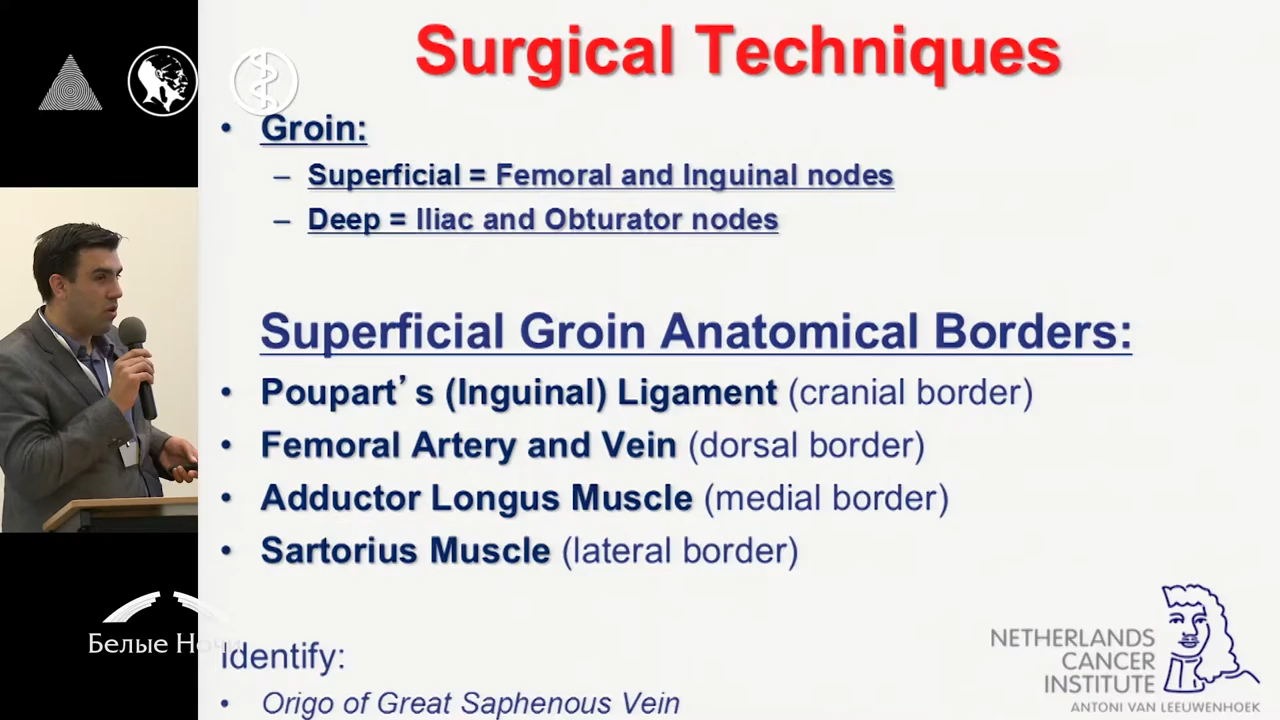 Surgical Techniques
• Groin:
– Superficial = Femoral and Inguinal nodes
– Deep = Iliac and Obturator nodes
Superficial Groin Anatomical Borders:
• Poupart’s (Inguinal) Ligament (cranial border)
• Femoral Artery and Vein (dorsal border)
• Adductor Longus Muscle (medial border)
• Sartorius Muscle (lateral border)
Identify:
• Origo of Great Saphenous Vein
Белые Ночи
NETHERLANDS
CANCER
INSTITUTE
ANTONI VAN LEEUWENHOEK